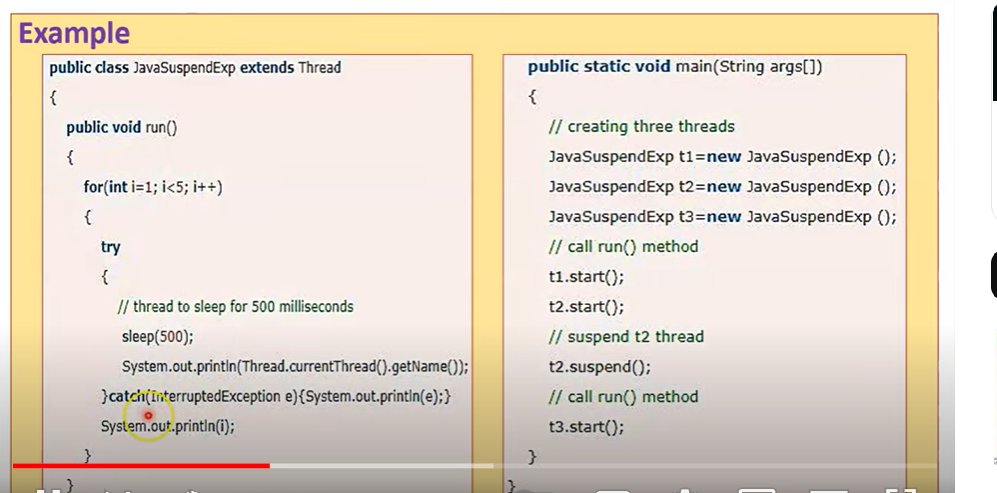 Example
public class JavaSuspendExp extends Thread
{
public void run()
{
for(int i=1; i<5; i++)
{
try
{
// thread to sleep for 500 milliseconds
sleep(500);
System.out.println(Thread.currentThread().getName());
}catch(InterruptedException e){System.out.println(e);}
System.out.println(i);
}
}
public static void main(String args[])
{
// creating three threads
JavaSuspendExp t1=new JavaSuspendExp ();
JavaSuspendExp t2=new JavaSuspendExp ();
JavaSuspendExp t3=new JavaSuspendExp ();
// call run() method
t1.start();
t2.start();
// suspend t2 thread
t2.suspend();
// call run() method
t3.start();
}
}